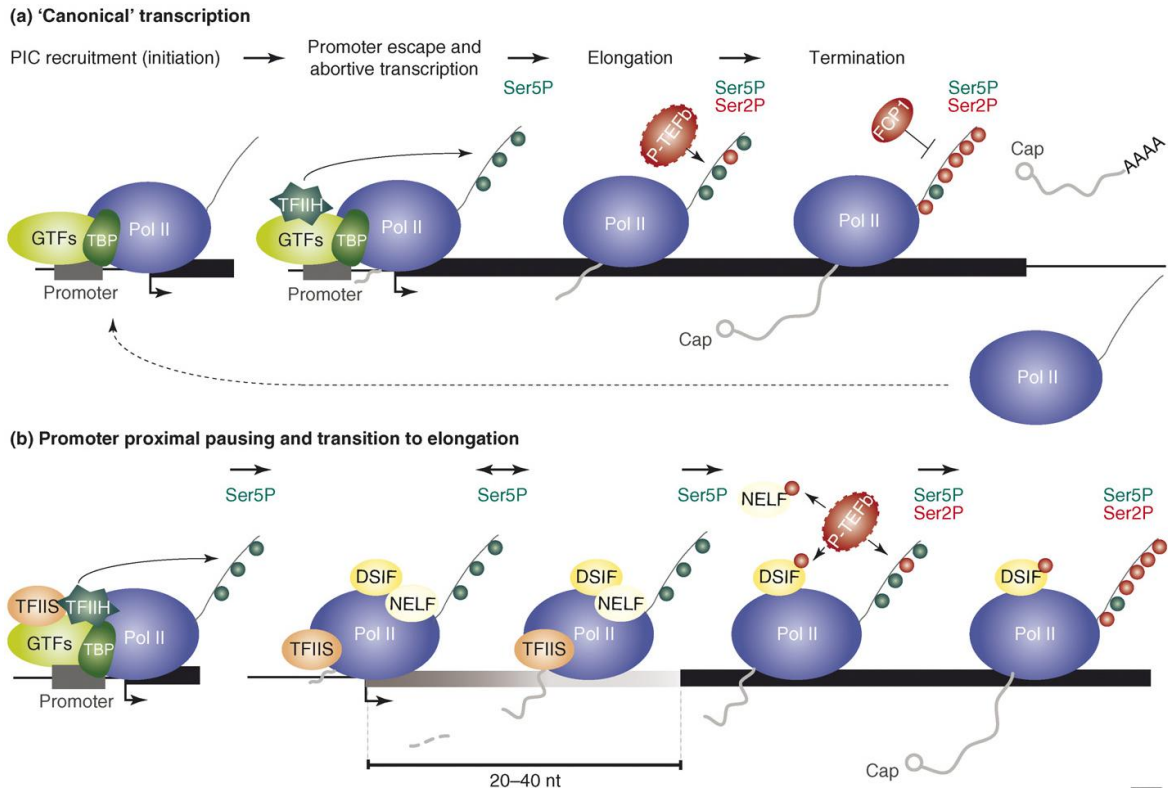 (a) ‘Canonical’ transcription
PIC recruitment (initiation)
Promoter escape and
abortive transcription
Elongation
Termination
Ser5P
Ser5P
Ser2P
Ser5P
Ser2P
P-TEFb
FCP1
Cap
AAAA
TFIIH
GTFs
TBP
Pol II
GTFs
TBP
Pol II
Pol II
Pol II
Promoter
Promoter
Cap
Pol II
(b) Promoter proximal pausing and transition to elongation
Ser5P
Ser5P
Ser5P
NELF
P-TEFb
Ser5P
Ser2P
Ser5P
Ser2P
TFIIS
TFIIH
GTFs
TBP
Pol II
DSIF
NELF
Pol II
TFIIS
DSIF
NELF
Pol II
TFIIS
DSIF
Pol II
DSIF
Pol II
Promoter
Cap
20–40 nt